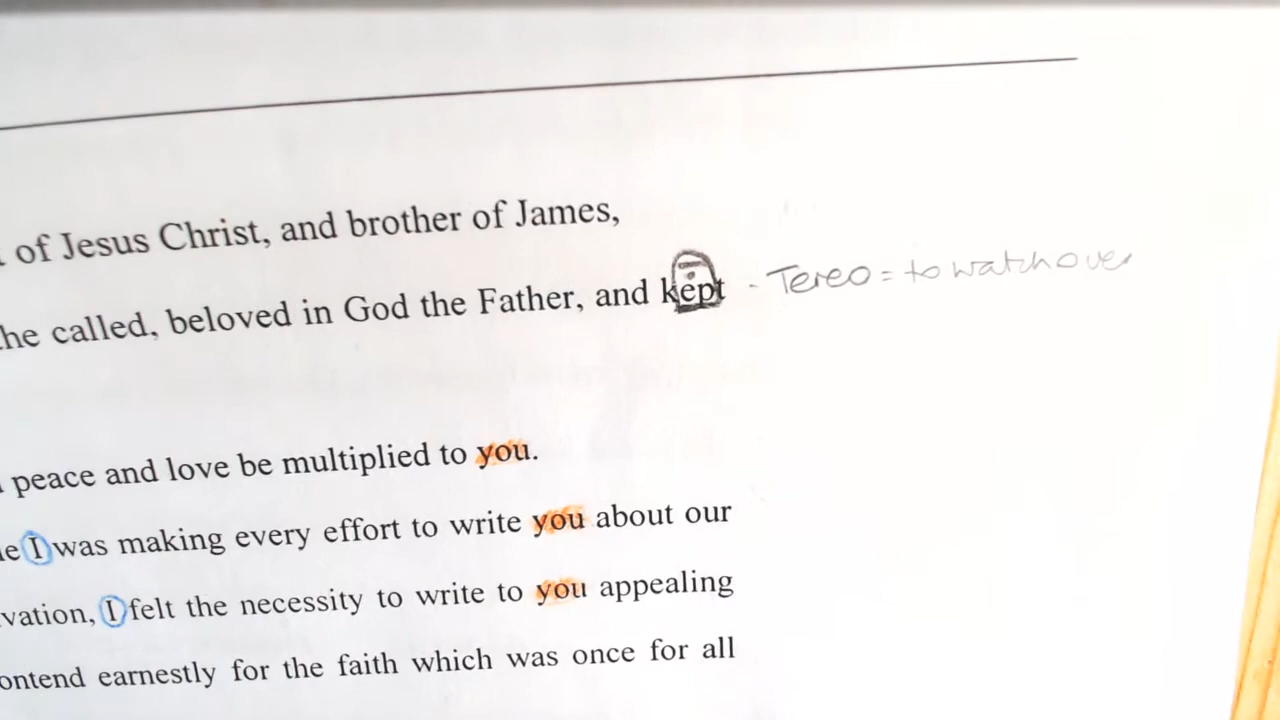 of Jesus Christ, and brother of James,
he called, beloved in God the Father, and kept - Tereo = to watch over
peace and love be multiplied to you.
e I was making every effort to write you about our
vation, I felt the necessity to write to you appealing
ontend earnestly for the faith which was once for all